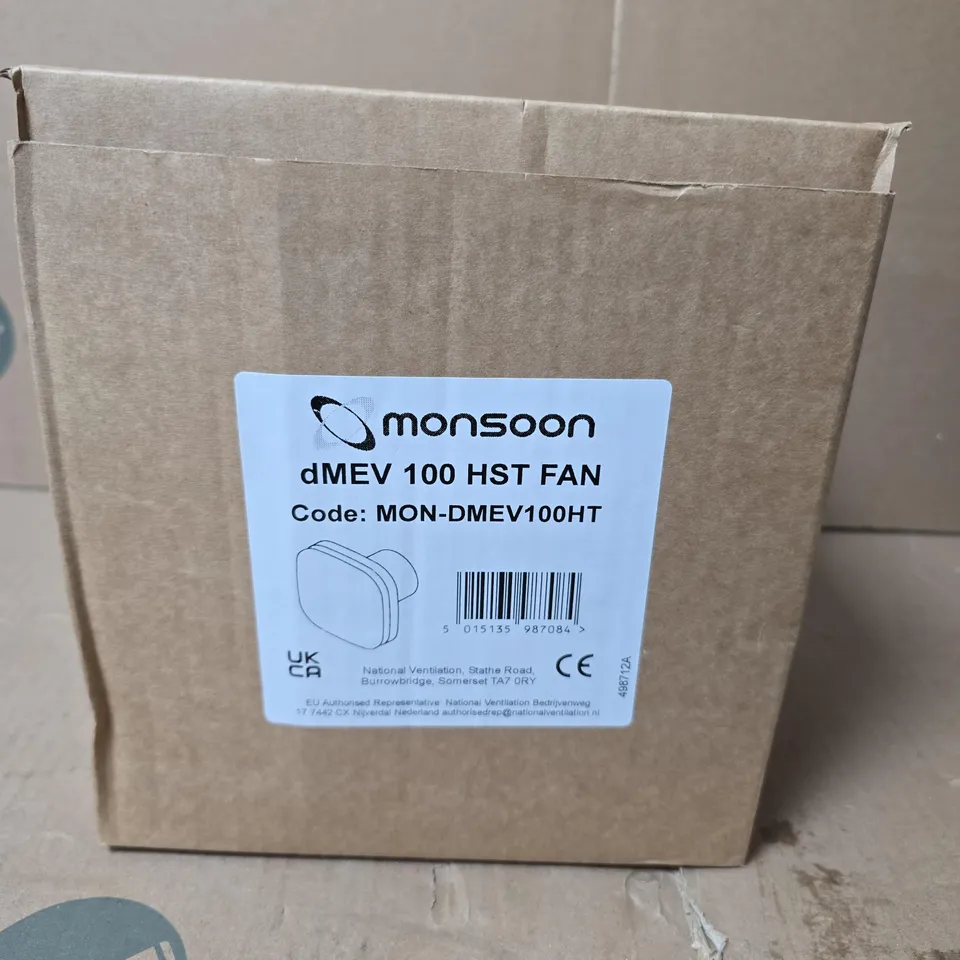 monsoon
dMEV 100 HST FAN
Code: MON-DMEV100HT
5 015135 987084 >
UK
CA
National Ventilation, Stathe Road,
Burrowbridge, Somerset TA7 0RY
CE
498712A
EU Authorised Representative: National Ventilation Bedrijvenweg
17 7442 CX Nijverdal Nederland authorisedrep@nationalventilation.nl